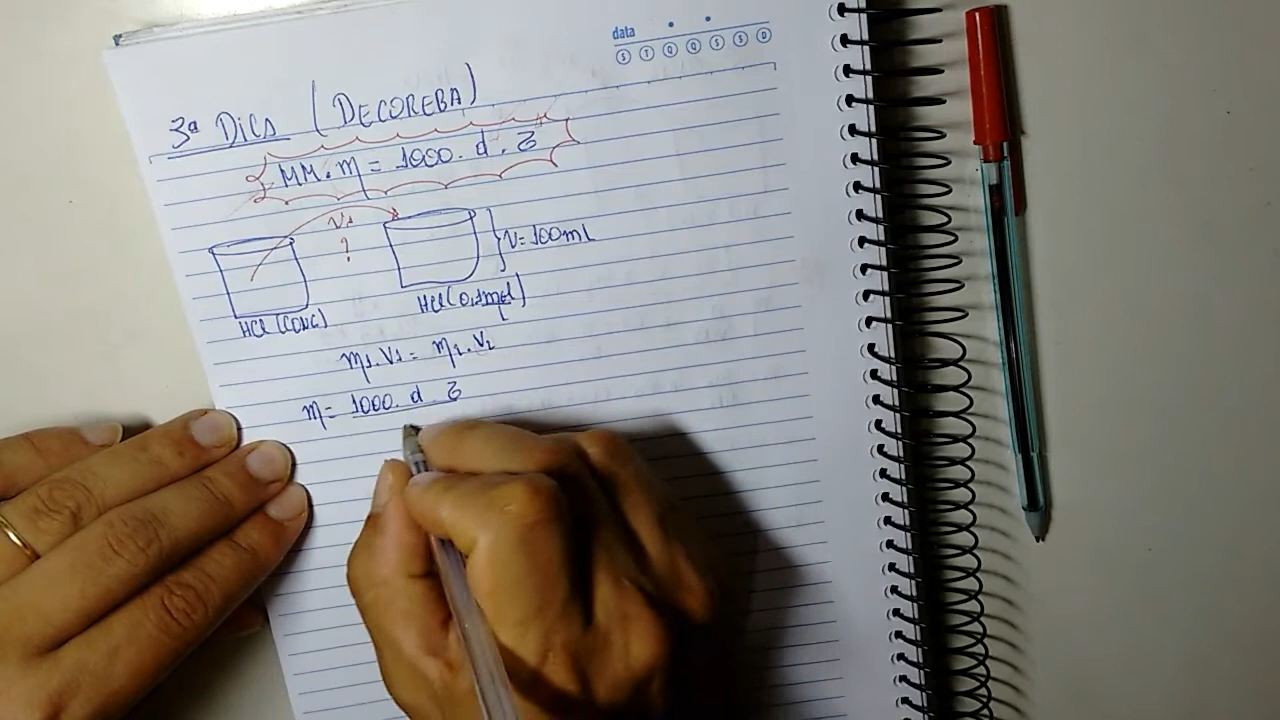 data
S T Q Q S S D
3ª DICA (DECOREBA)
MM.M = 1000. d. τ
V1
?
V=100ml
HCl (CONC)
HCl (0,1mol)
M1.V1 = M2.V2
M= 1000. d. τ